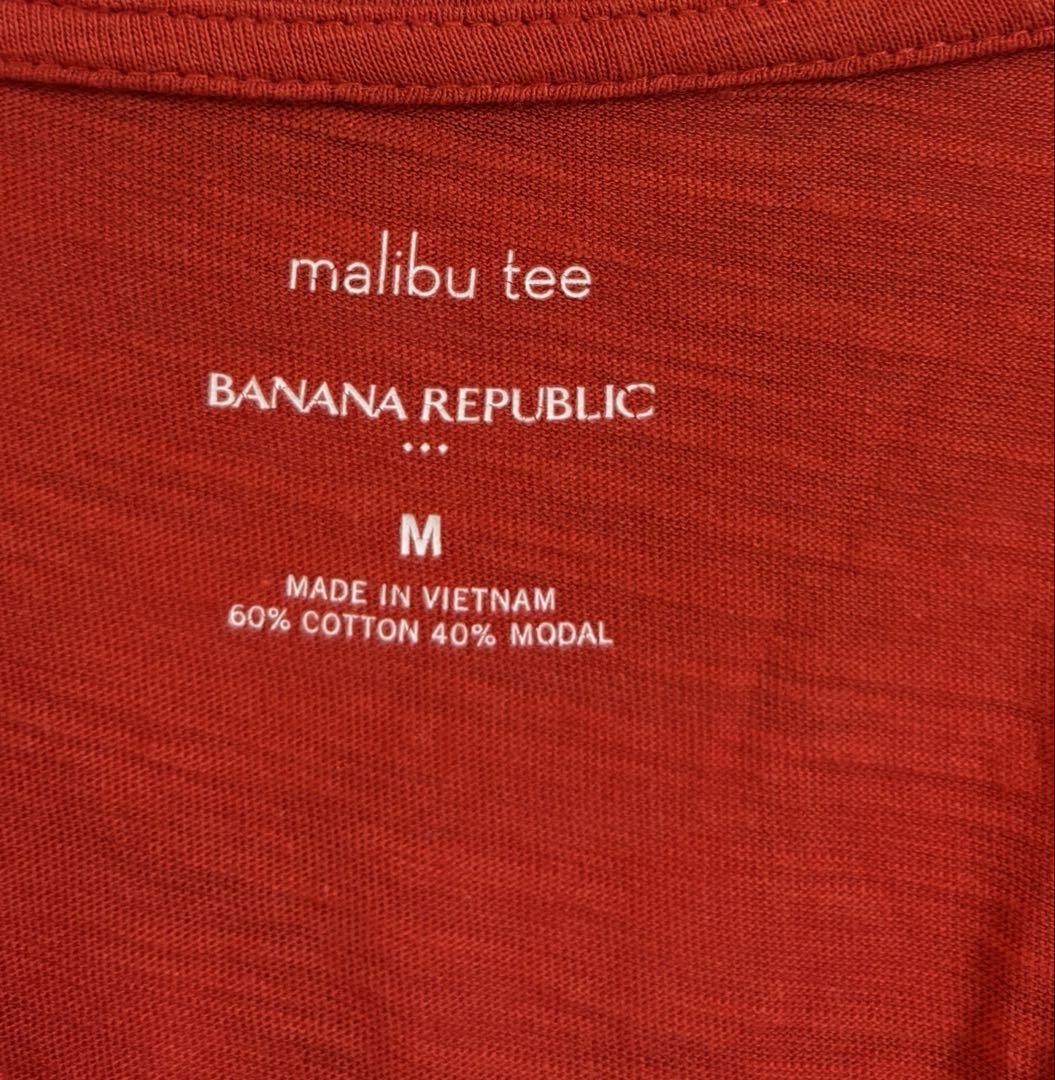 malibu tee
BANANA REPUBLIC
...
M
MADE IN VIETNAM
60% COTTON 40% MODAL